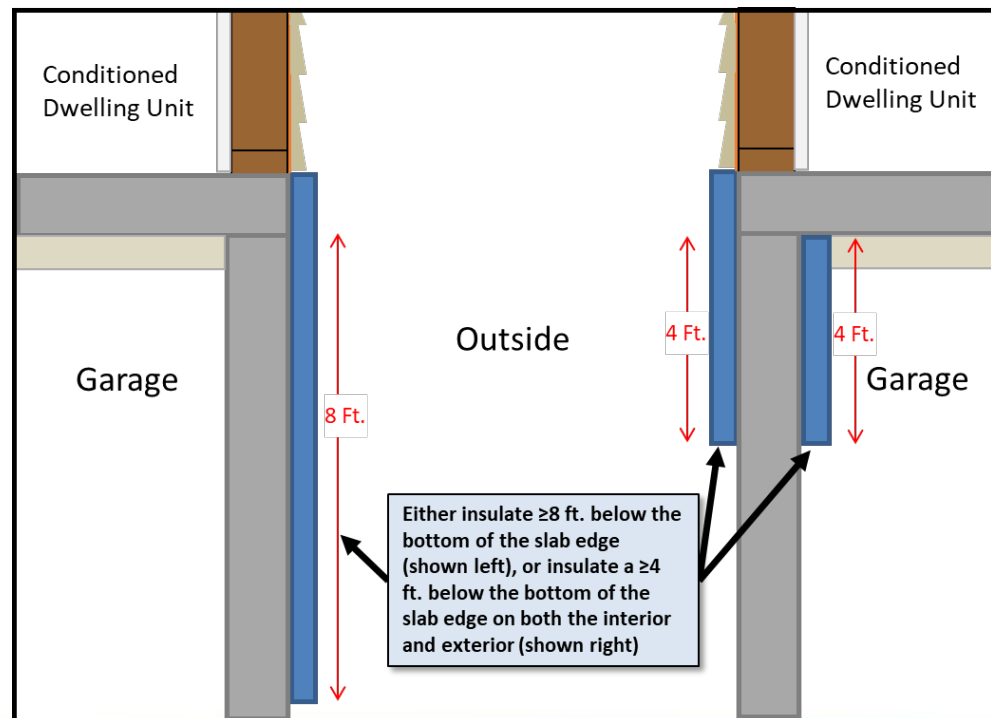 Conditioned
Dwelling Unit
Conditioned
Dwelling Unit
Outside
4 Ft.
4 Ft.
Garage
Garage
8 Ft.
Either insulate ≥8 ft. below the
bottom of the slab edge
(shown left), or insulate a ≥4
ft. below the bottom of the
slab edge on both the interior
and exterior (shown right)